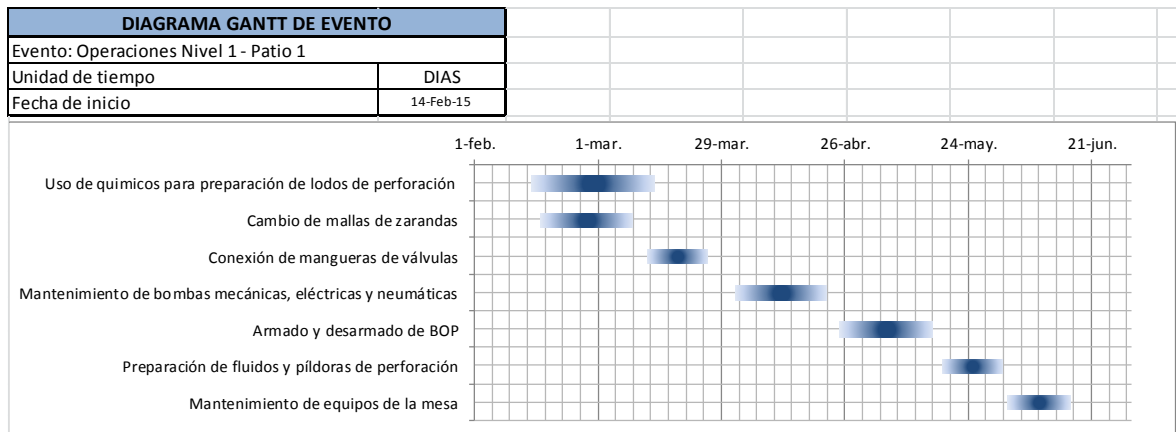 DIAGRAMA GANTT DE EVENTO
Evento: Operaciones Nivel 1 - Patio 1
Unidad de tiempo DIAS
Fecha de inicio 14-Feb-15
1-feb. 1-mar. 29-mar. 26-abr. 24-may. 21-jun.
Uso de quimicos para preparación de lodos de perforación
Cambio de mallas de zarandas
Conexión de mangueras de válvulas
Mantenimiento de bombas mecánicas, eléctricas y neumáticas
Armado y desarmado de BOP
Preparación de fluidos y píldoras de perforación
Mantenimiento de equipos de la mesa